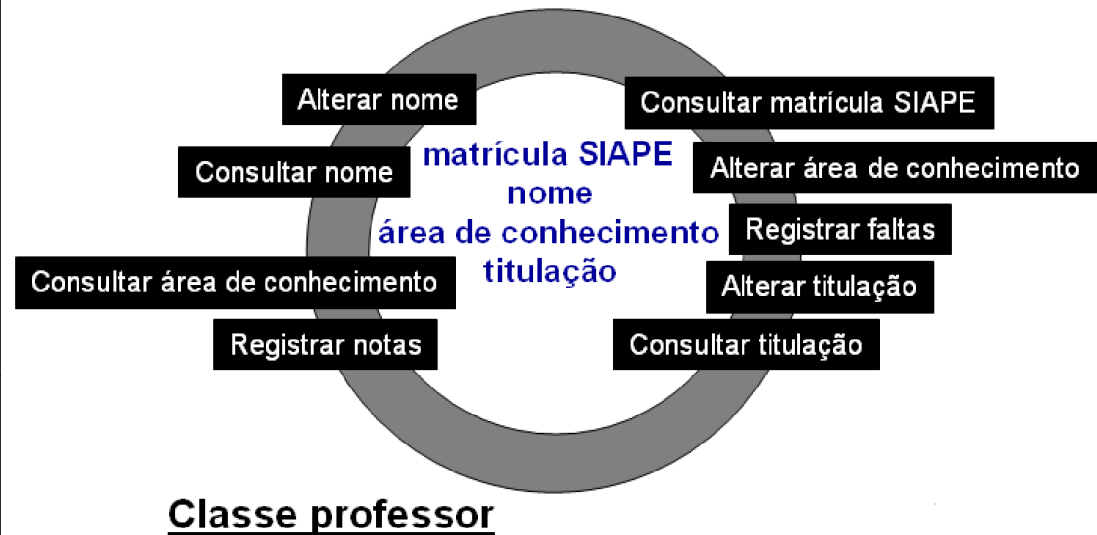 Alterar nome
Consultar matrícula SIAPE
matrícula SIAPE
Consultar nome
Alterar área de conhecimento
nome
área de conhecimento
Registrar faltas
titulação
Consultar área de conhecimento
Alterar titulação
Registrar notas
Consultar titulação
Classe professor